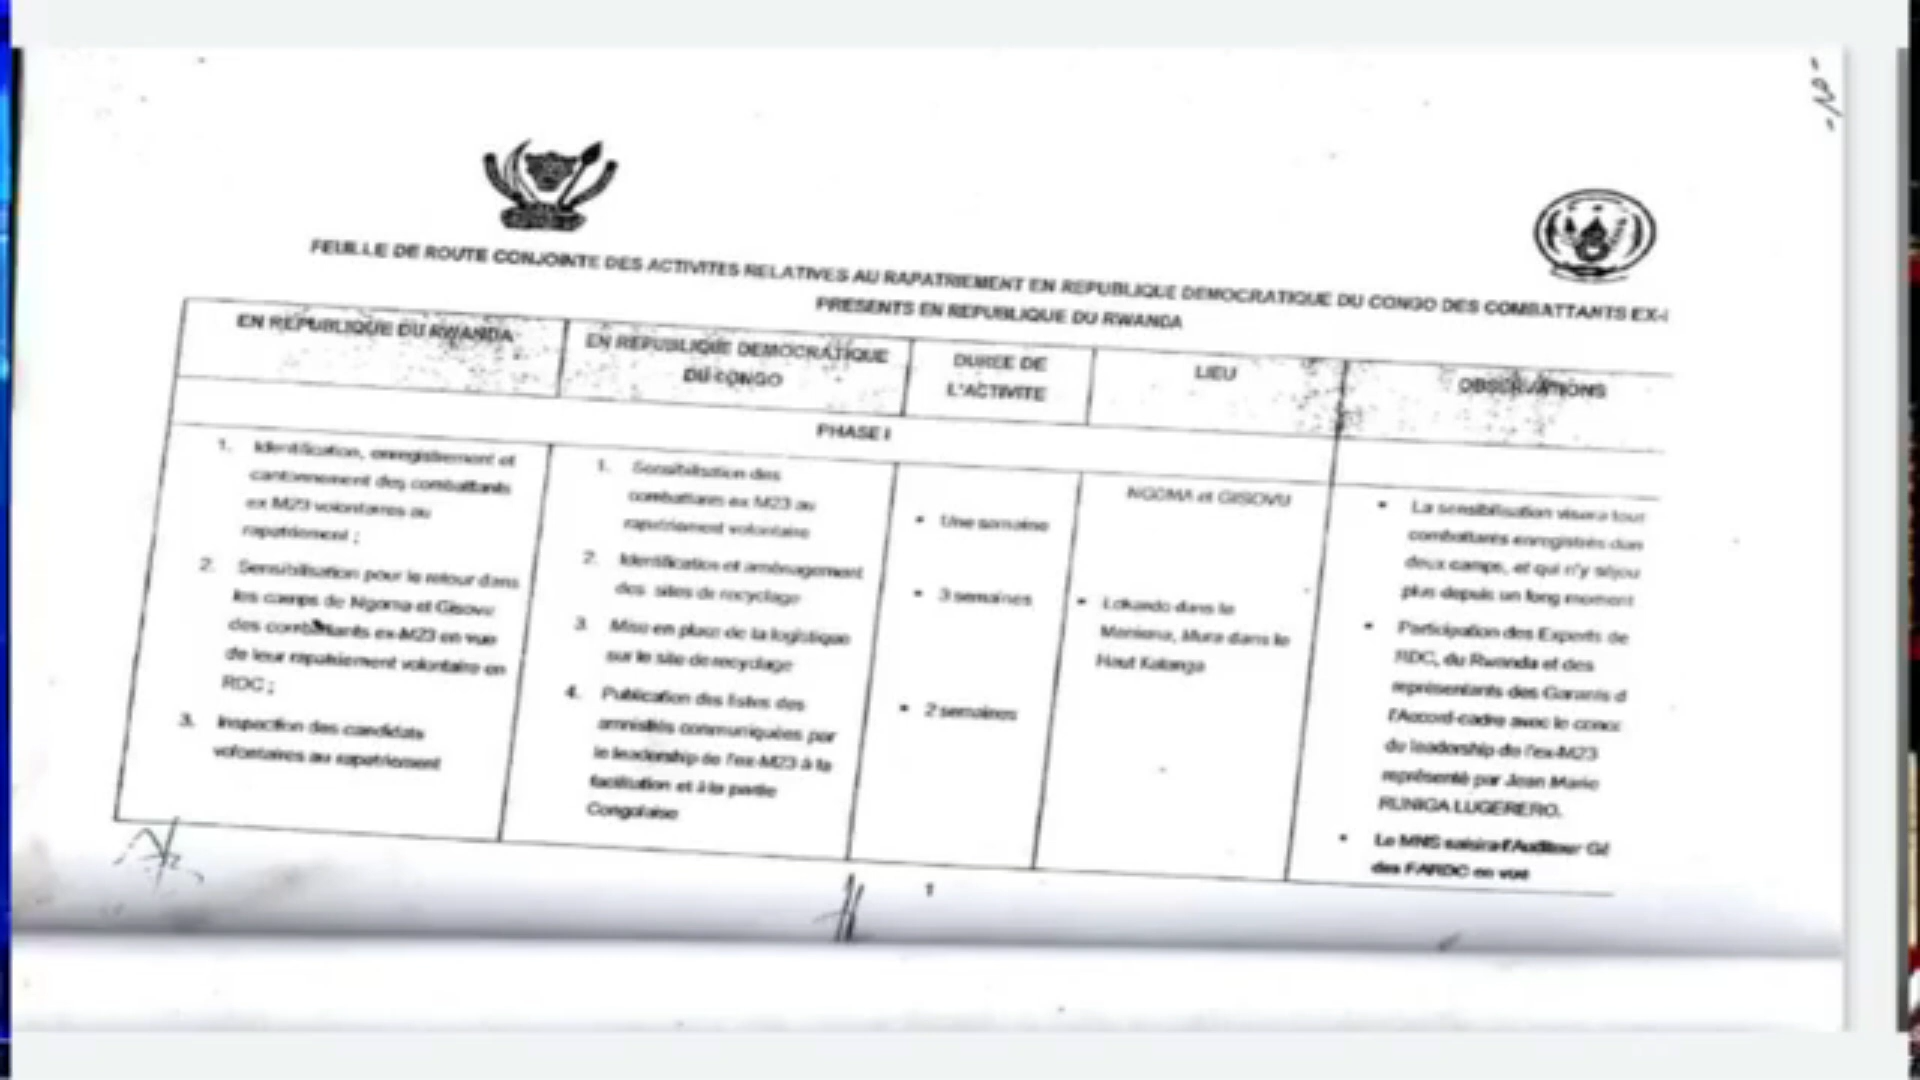 FEUILLE DE ROUTE CONJOINTE DES ACTIVITES RELATIVES AU RAPATRIEMENT EN REPUBLIQUE DEMOCRATIQUE DU CONGO DES COMBATTANTS EX-
PRESENTS EN REPUBLIQUE DU RWANDA
EN REPUBLIQUE DU RWANDA
EN REPUBLIQUE DEMOCRATIQUE
DU CONGO
DUREE DE
L'ACTIVITE
LIEU
OBSERVATIONS
PHASE I
1. Identification, enregistrement et
cantonnement des combattants
ex M23 volontaires au
rapatriement ;
2. Sensibilisation pour le retour dans
les camps de Ngoma et Gisovu
des combattants ex-M23 en vue
de leur rapatriement volontaire en
RDC ;
3. Inspection des candidats
volontaires au rapatriement
1. Sensibilisation des
combattants ex M23 au
rapatriement volontaire
2. Identification et aménagement
des sites de recyclage
3. Mise en place de la logistique
sur le site de recyclage
4. Publication des listes des
amnistiés communiquées par
le leadership de l'ex-M23 à la
facilitation et à la partie
Congolaise
• Une semaine
• 3 semaines
• 2 semaines
NGOMA et GISOVU
• Lokando dans le
Maniema, Mura dans le
Haut Katanga
• La sensibilisation visera tout
combattants enregistrés dan
deux camps, et qui n'y séjou
plus depuis un long moment
• Participation des Experts de
RDC, du Rwanda et des
représentants des Garants d
l'Accord-cadre avec le conc
du leadership de l'ex-M23
représenté par Jean Marie
RUNIGA LUGERERO.
• Le MNS saisira l'Auditeur Gé
des FARDC en vue
1